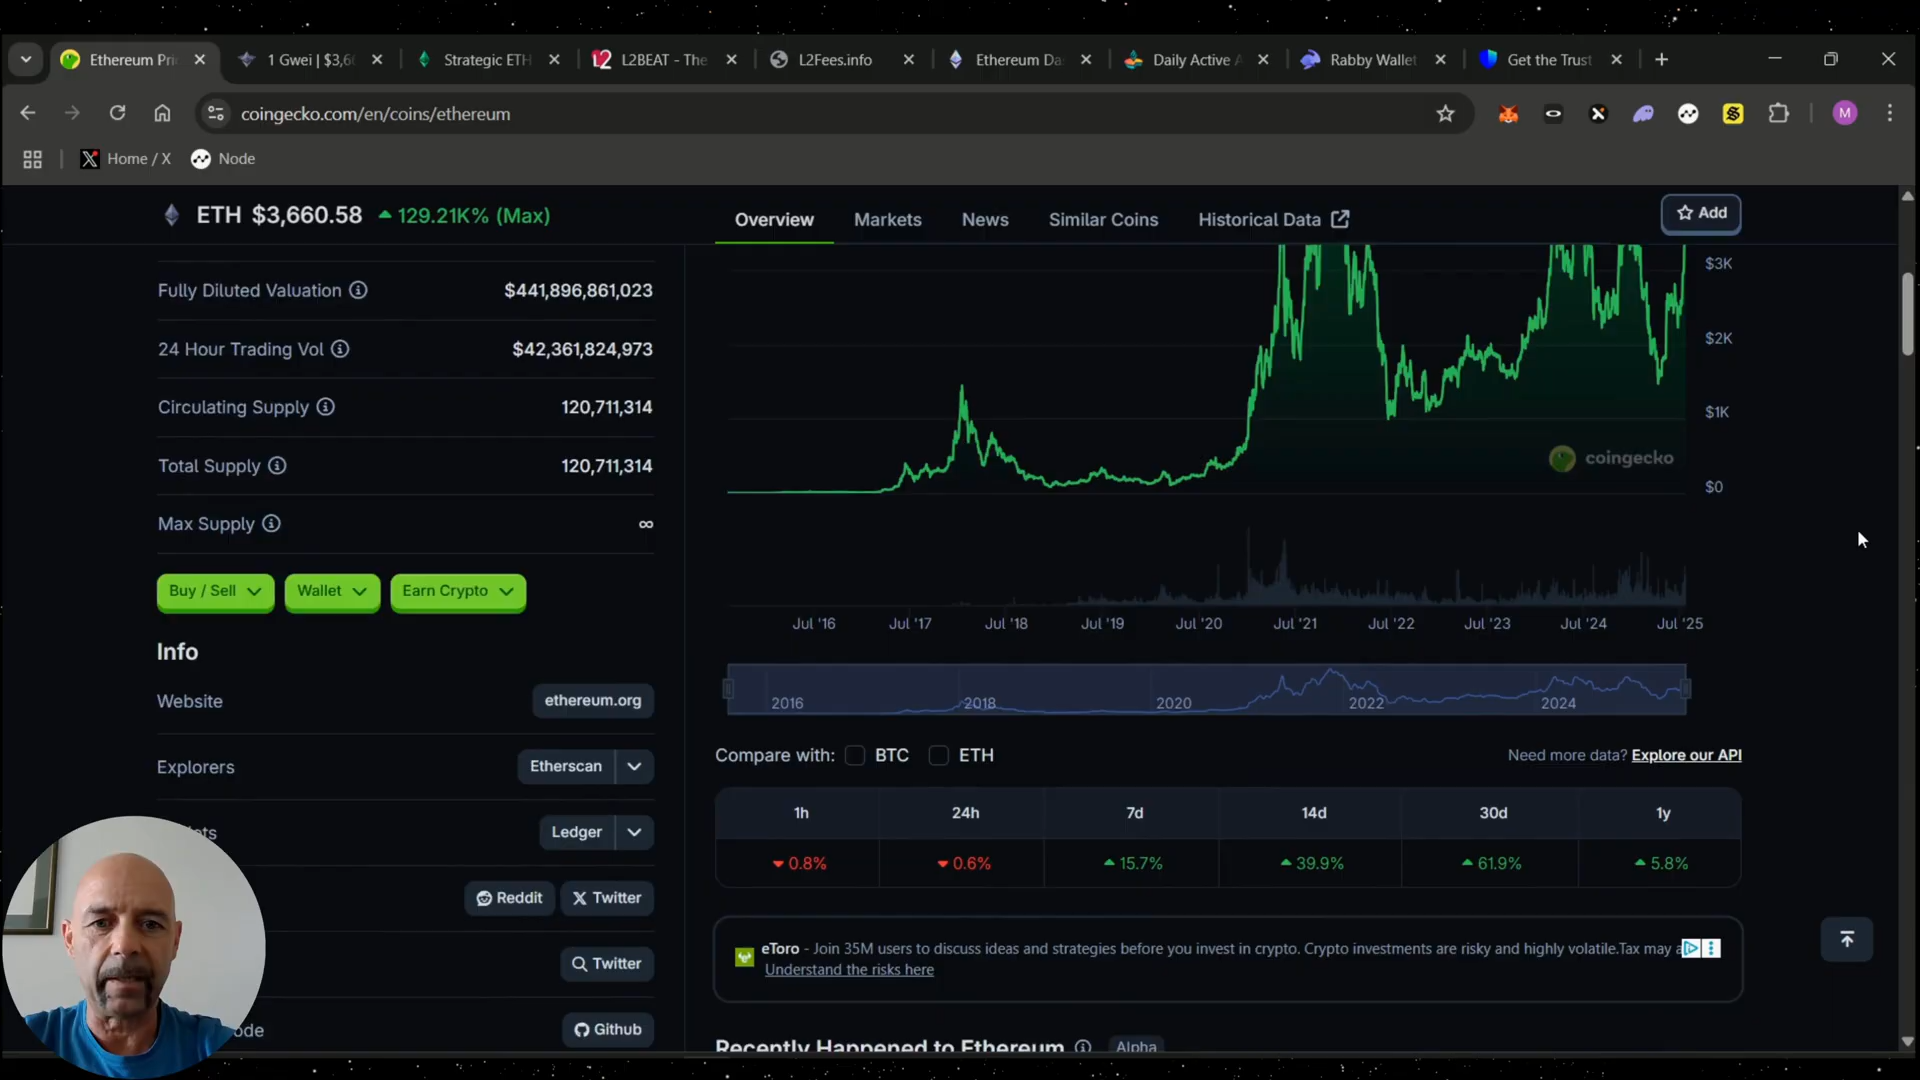 Ethereum Pri
1 Gwei | $3,6
Strategic ETH
L2BEAT - The
L2Fees.info
Ethereum Da
Daily Active A
Rabby Wallet
Get the Trust
coingecko.com/en/coins/ethereum
M
Home / X
Node
ETH $3,660.58 129.21K% (Max)
Overview
Markets
News
Similar Coins
Historical Data
Add
Fully Diluted Valuation $441,896,861,023
24 Hour Trading Vol $42,361,824,973
Circulating Supply 120,711,314
Total Supply 120,711,314
Max Supply ∞
Buy / Sell
Wallet
Earn Crypto
Info
Website ethereum.org
Explorers Etherscan
Ledger
Reddit
Twitter
Twitter
Github
$3K
$2K
$1K
$0
coingecko
Jul '16 Jul '17 Jul '18 Jul '19 Jul '20 Jul '21 Jul '22 Jul '23 Jul '24 Jul '25
2016 2018 2020 2022 2024
Compare with: BTC ETH
Need more data? Explore our API
1h 24h 7d 14d 30d 1y
0.8% 0.6% 15.7% 39.9% 61.9% 5.8%
eToro - Join 35M users to discuss ideas and strategies before you invest in crypto. Crypto investments are risky and highly volatile.Tax may a
Understand the risks here
Recently Happened to Ethereum
Alpha